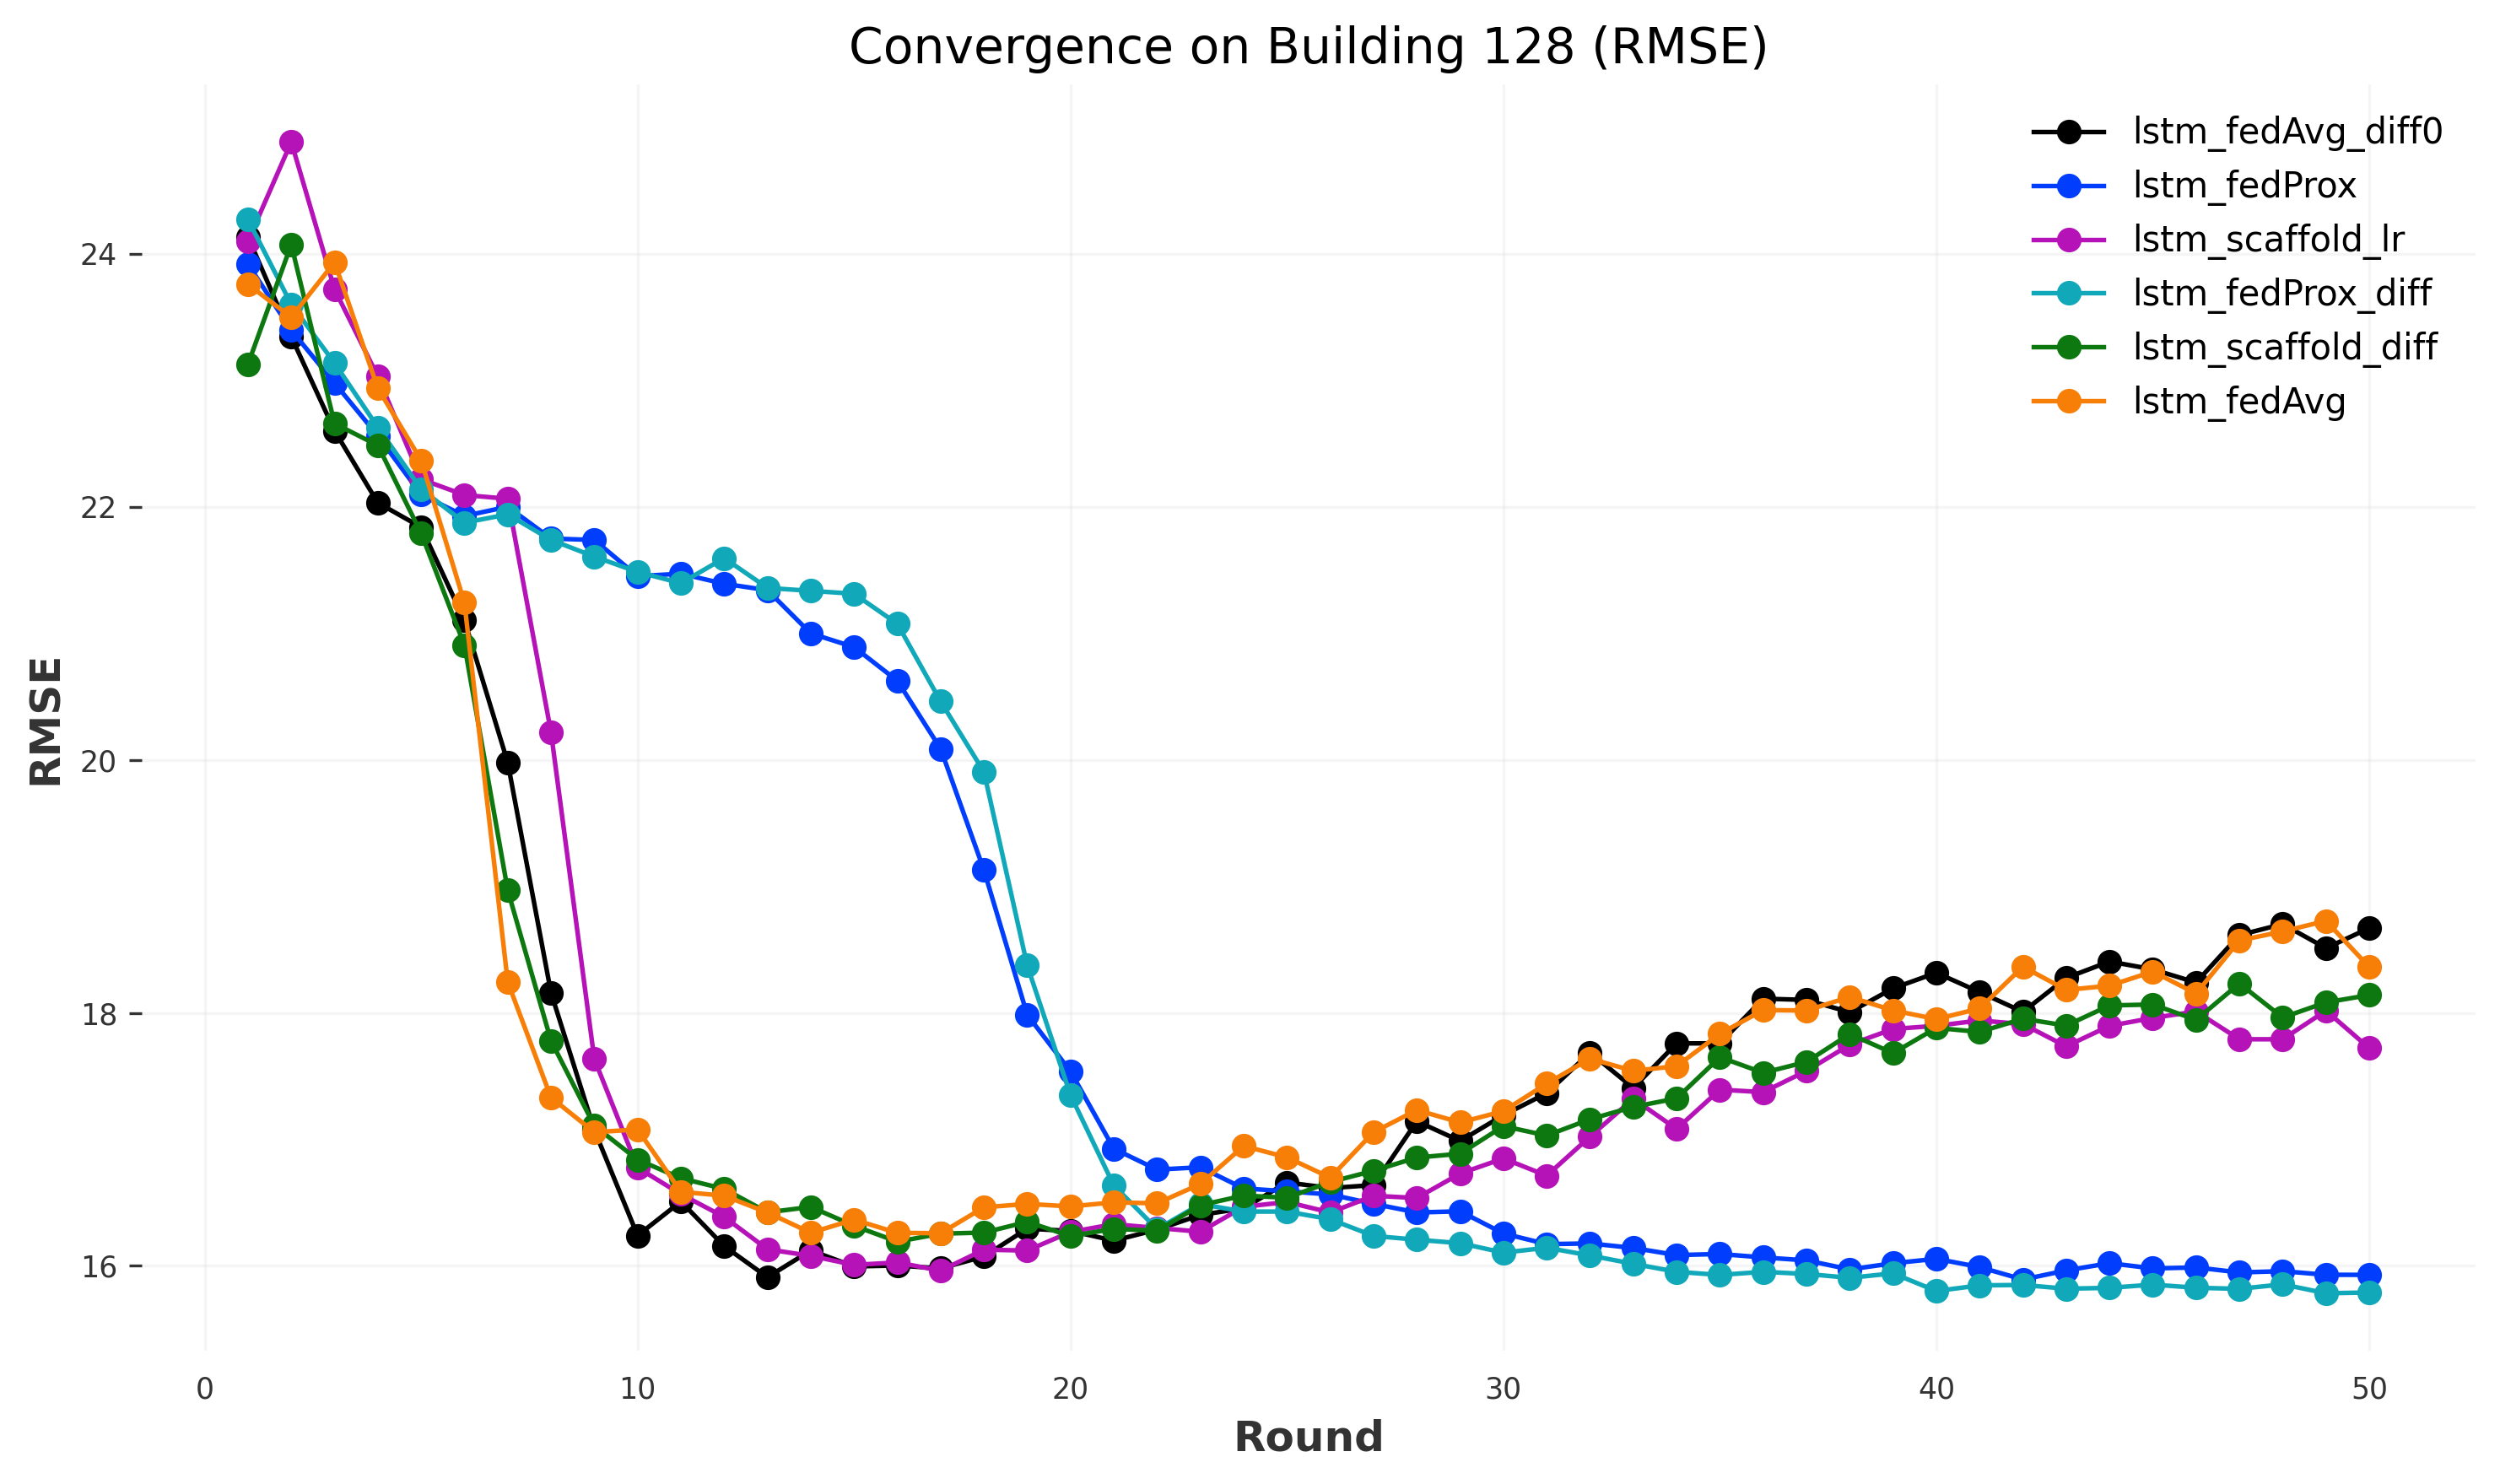 Convergence on Building 128 (RMSE)
lstm_fedAvg_diff0
lstm_fedProx
lstm_scaffold_lr
lstm_fedProx_diff
lstm_scaffold_diff
lstm_fedAvg
RMSE
24
22
20
18
16
0 10 20 30 40 50
Round